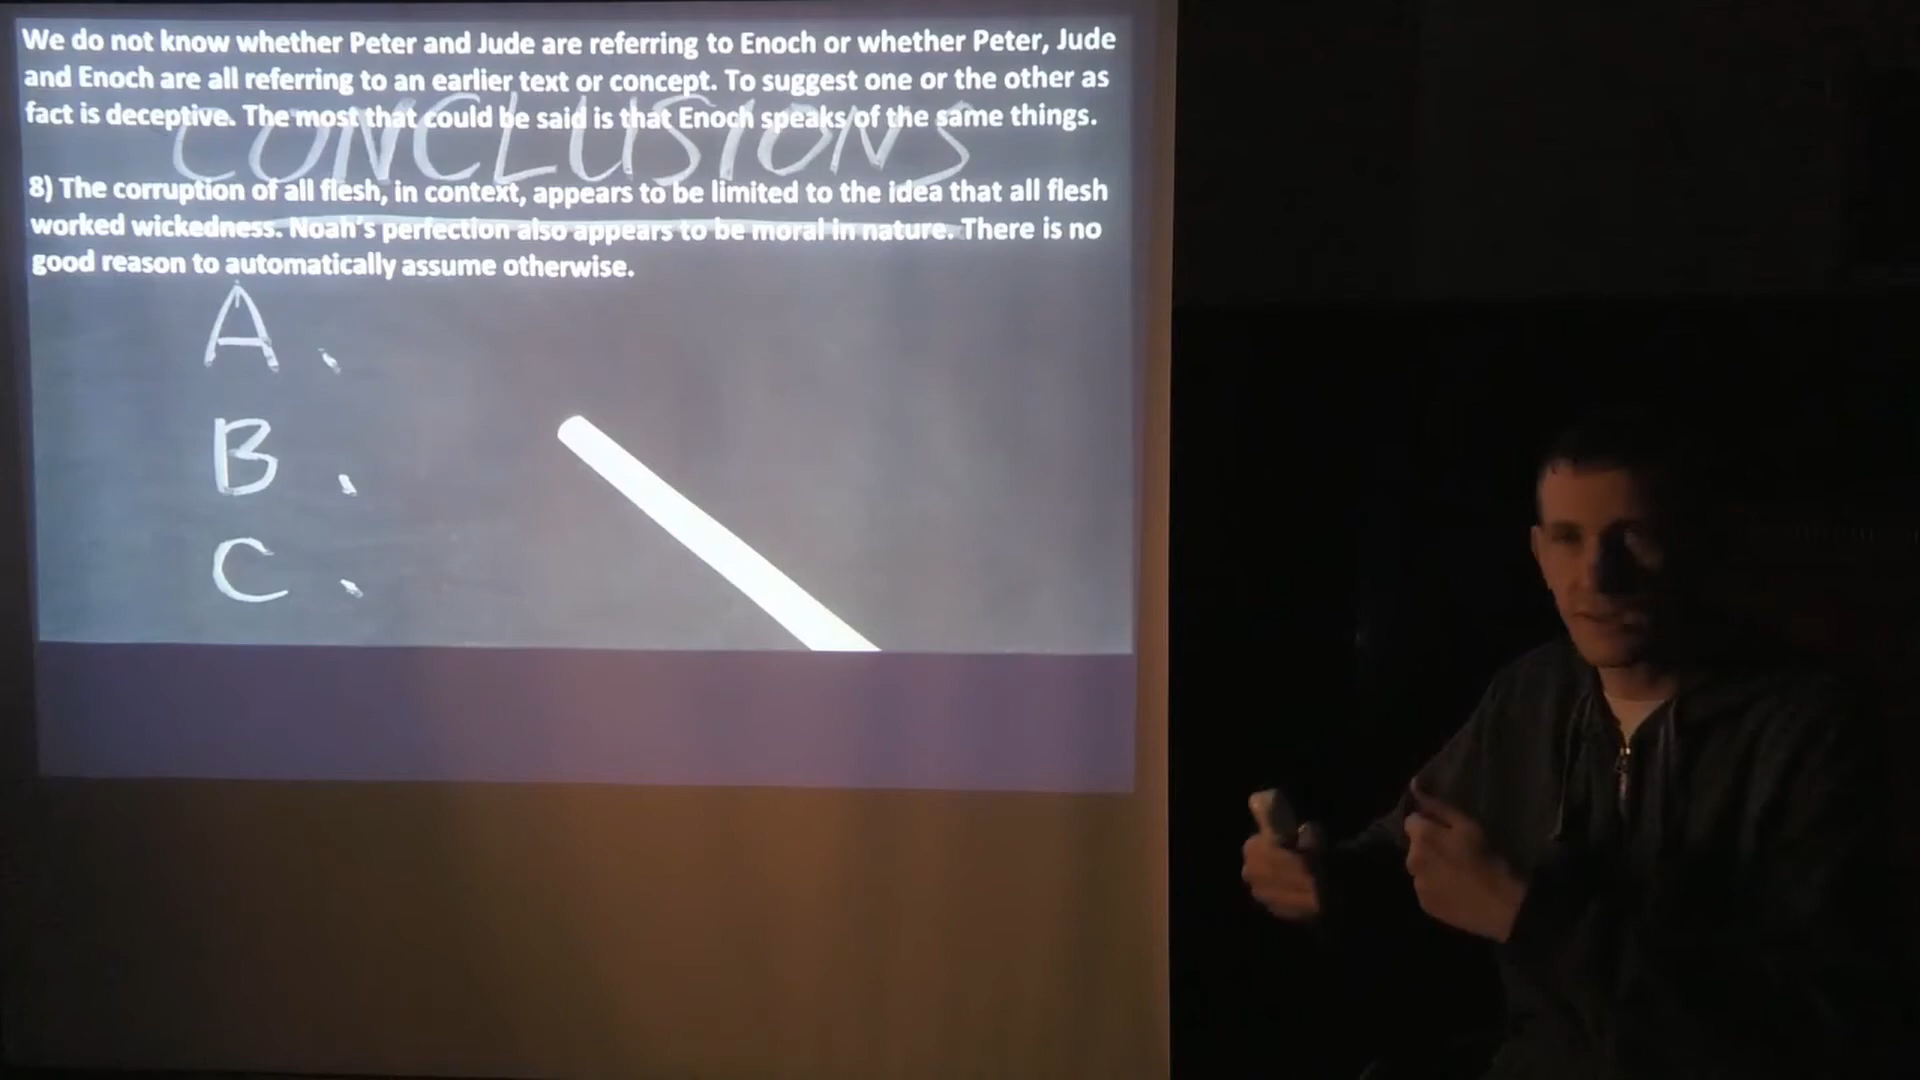 We do not know whether Peter and Jude are referring to Enoch or whether Peter, Jude
and Enoch are all referring to an earlier text or concept. To suggest one or the other as
fact is deceptive. The most that could be said is that Enoch speaks of the same things.
CONCLUSIONS
8) The corruption of all flesh, in context, appears to be limited to the idea that all flesh
worked wickedness. Noah's perfection also appears to be moral in nature. There is no
good reason to automatically assume otherwise.
A.
B.
C.